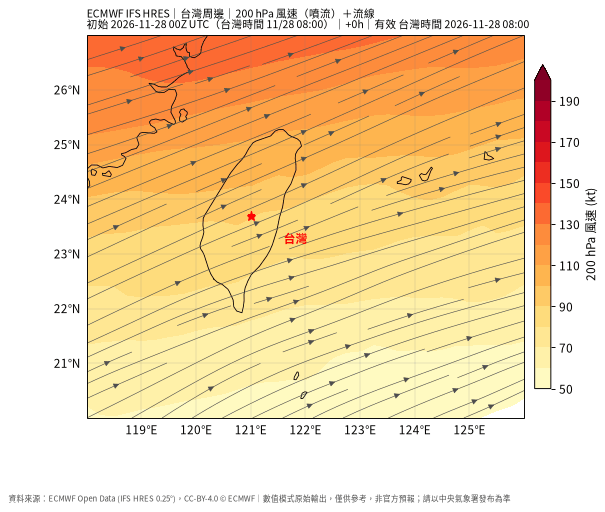 ECMWF IFS HRES｜台灣周邊｜200 hPa 風速（噴流）＋流線
初始 2026-11-28 00Z UTC（台灣時間 11/28 08:00）｜+0h｜有效 台灣時間 2026-11-28 08:00
26°N
25°N
24°N
23°N
22°N
21°N
台灣
119°E 120°E 121°E 122°E 123°E 124°E 125°E
190
170
150
130
110
90
70
50
200 hPa 風速 (kt)
資料來源：ECMWF Open Data (IFS HRES 0.25°)，CC-BY-4.0 © ECMWF｜數值模式原始輸出，僅供參考，非官方預報；請以中央氣象署發布為準